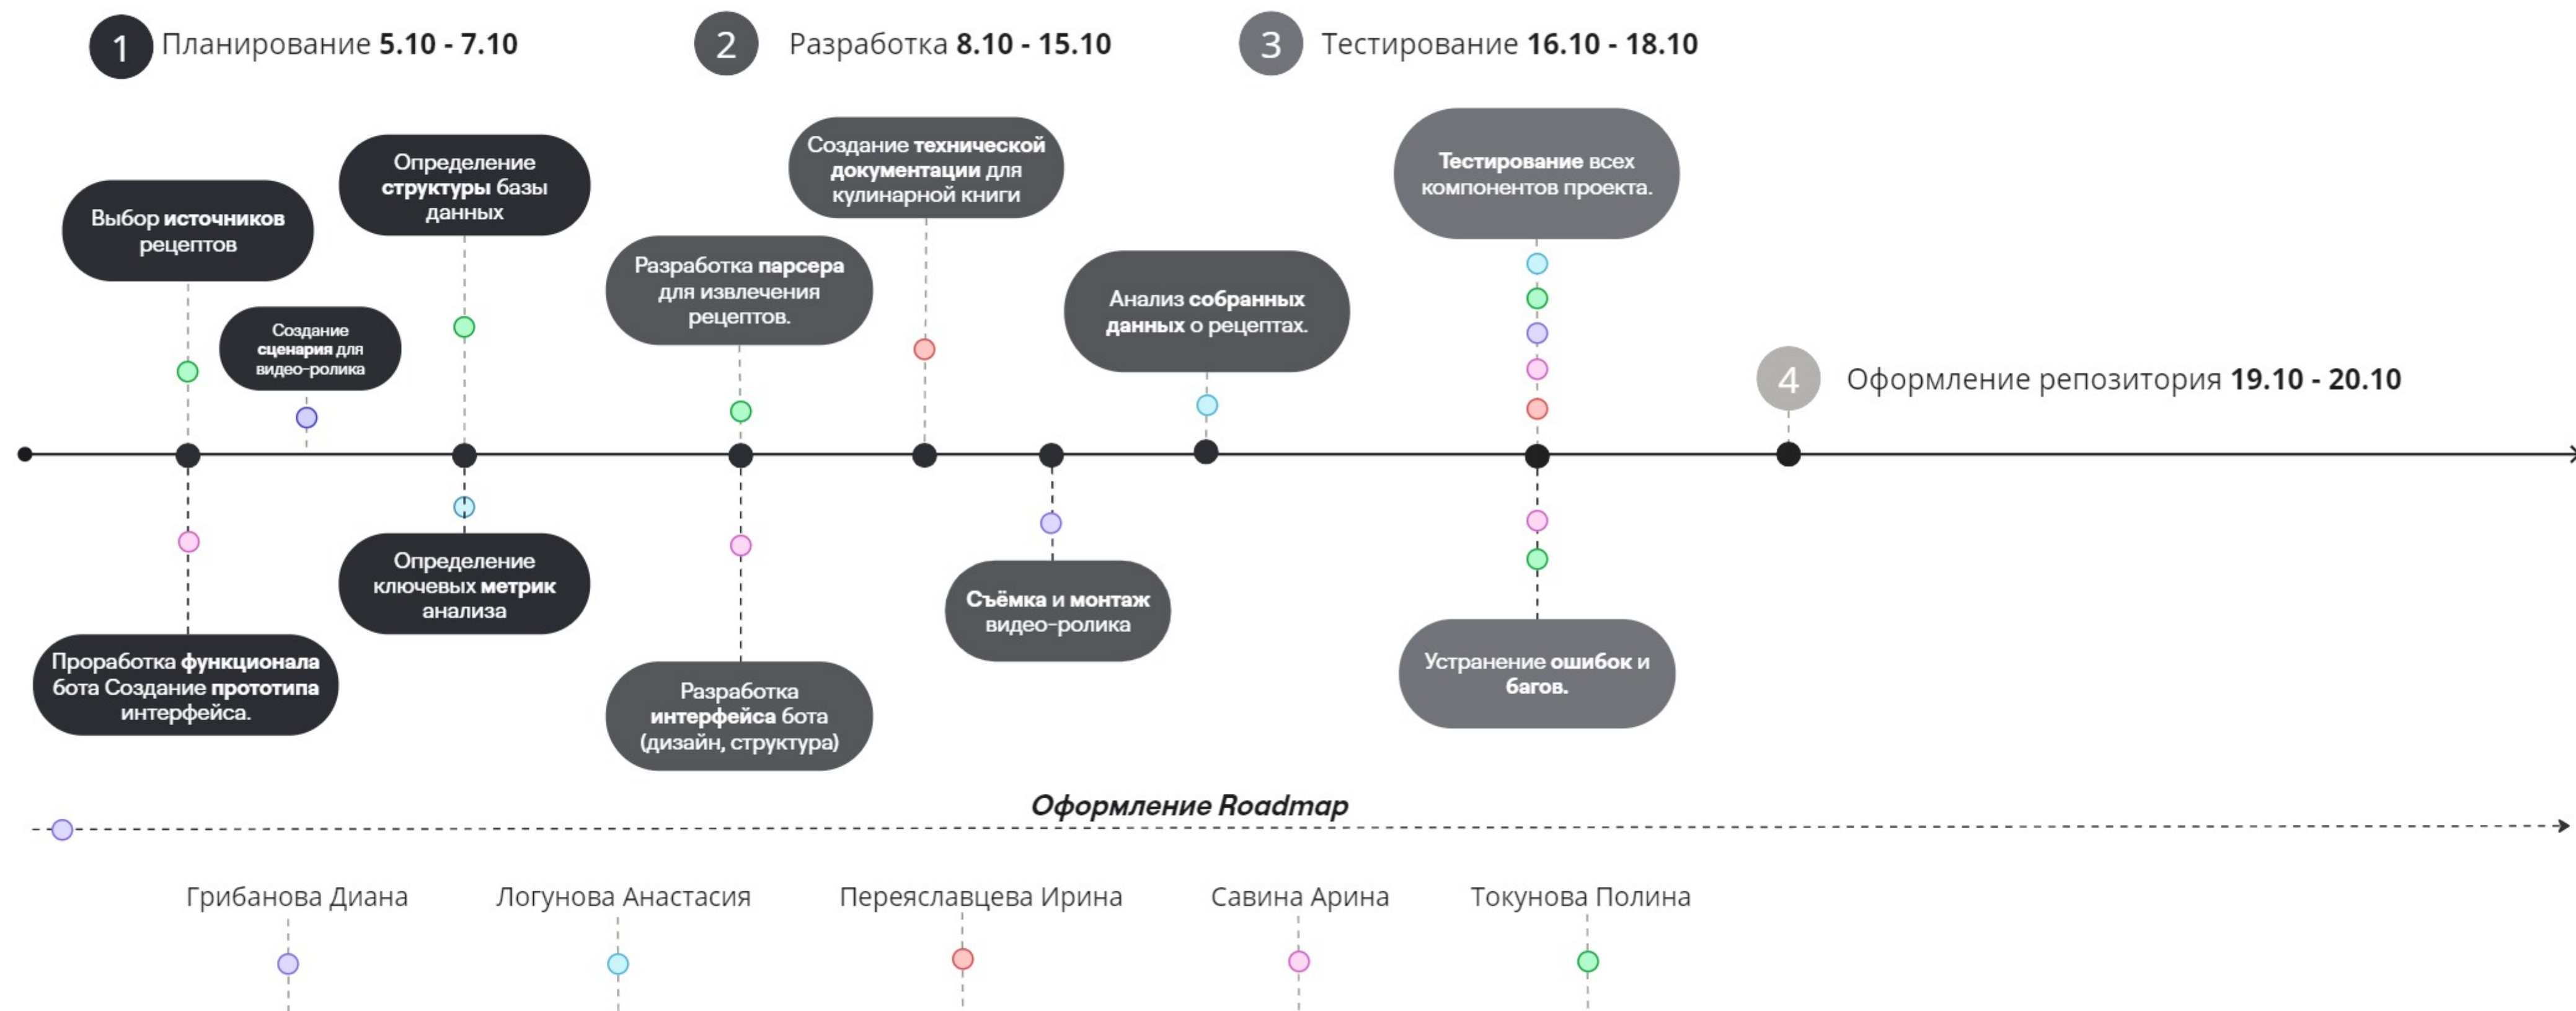 1 Планирование 5.10 - 7.10
2 Разработка 8.10 - 15.10
3 Тестирование 16.10 - 18.10
Выбор источников
рецептов
Создание
сценария для
видео-ролика
Определение
структуры базы
данных
Разработка парсера
для извлечения
рецептов.
Создание технической
документации для
кулинарной книги
Анализ собранных
данных о рецептах.
Тестирование всех
компонентов проекта.
4 Оформление репозитория 19.10 - 20.10
Проработка функционала
бота Создание прототипа
интерфейса.
Определение
ключевых метрик
анализа
Разработка
интерфейса бота
(дизайн, структура)
Съёмка и монтаж
видео-ролика
Устранение ошибок и
багов.
Оформление Roadmap
Грибанова Диана
Логунова Анастасия
Переяславцева Ирина
Савина Арина
Токунова Полина